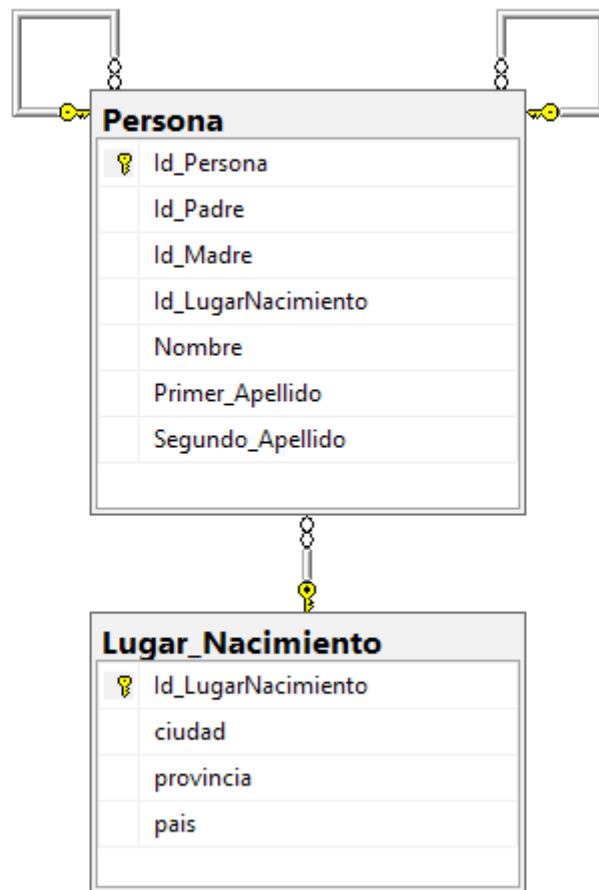 Persona
Id_Persona
Id_Padre
Id_Madre
Id_LugarNacimiento
Nombre
Primer_Apellido
Segundo_Apellido
Lugar_Nacimiento
Id_LugarNacimiento
ciudad
provincia
pais